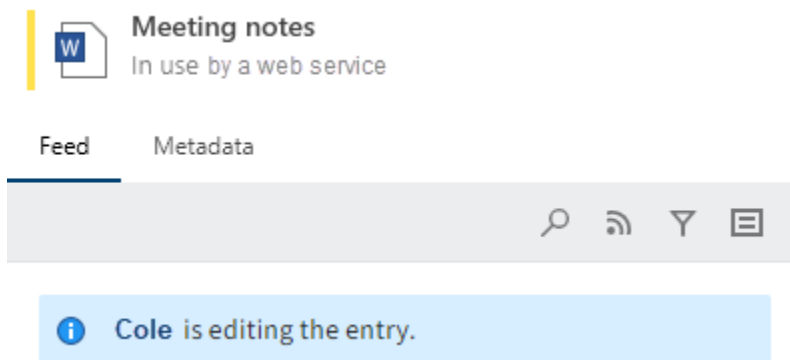 Meeting notes
W
In use by a web service
Feed Metadata
Cole is editing the entry.